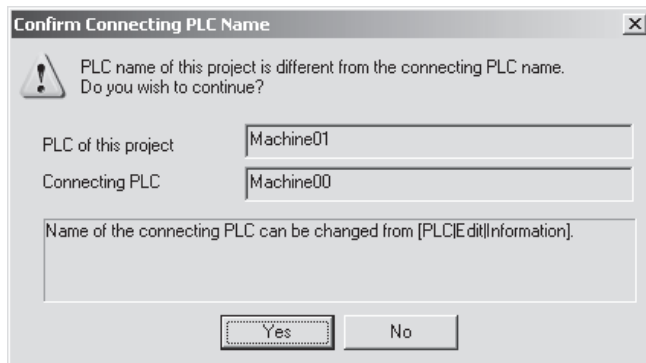 Confirm Connecting PLC Name
PLC name of this project is different from the connecting PLC name.
Do you wish to continue?
PLC of this project
Machine01
Connecting PLC
Machine00
Name of the connecting PLC can be changed from [PLC|Edit|Information].
Yes
No